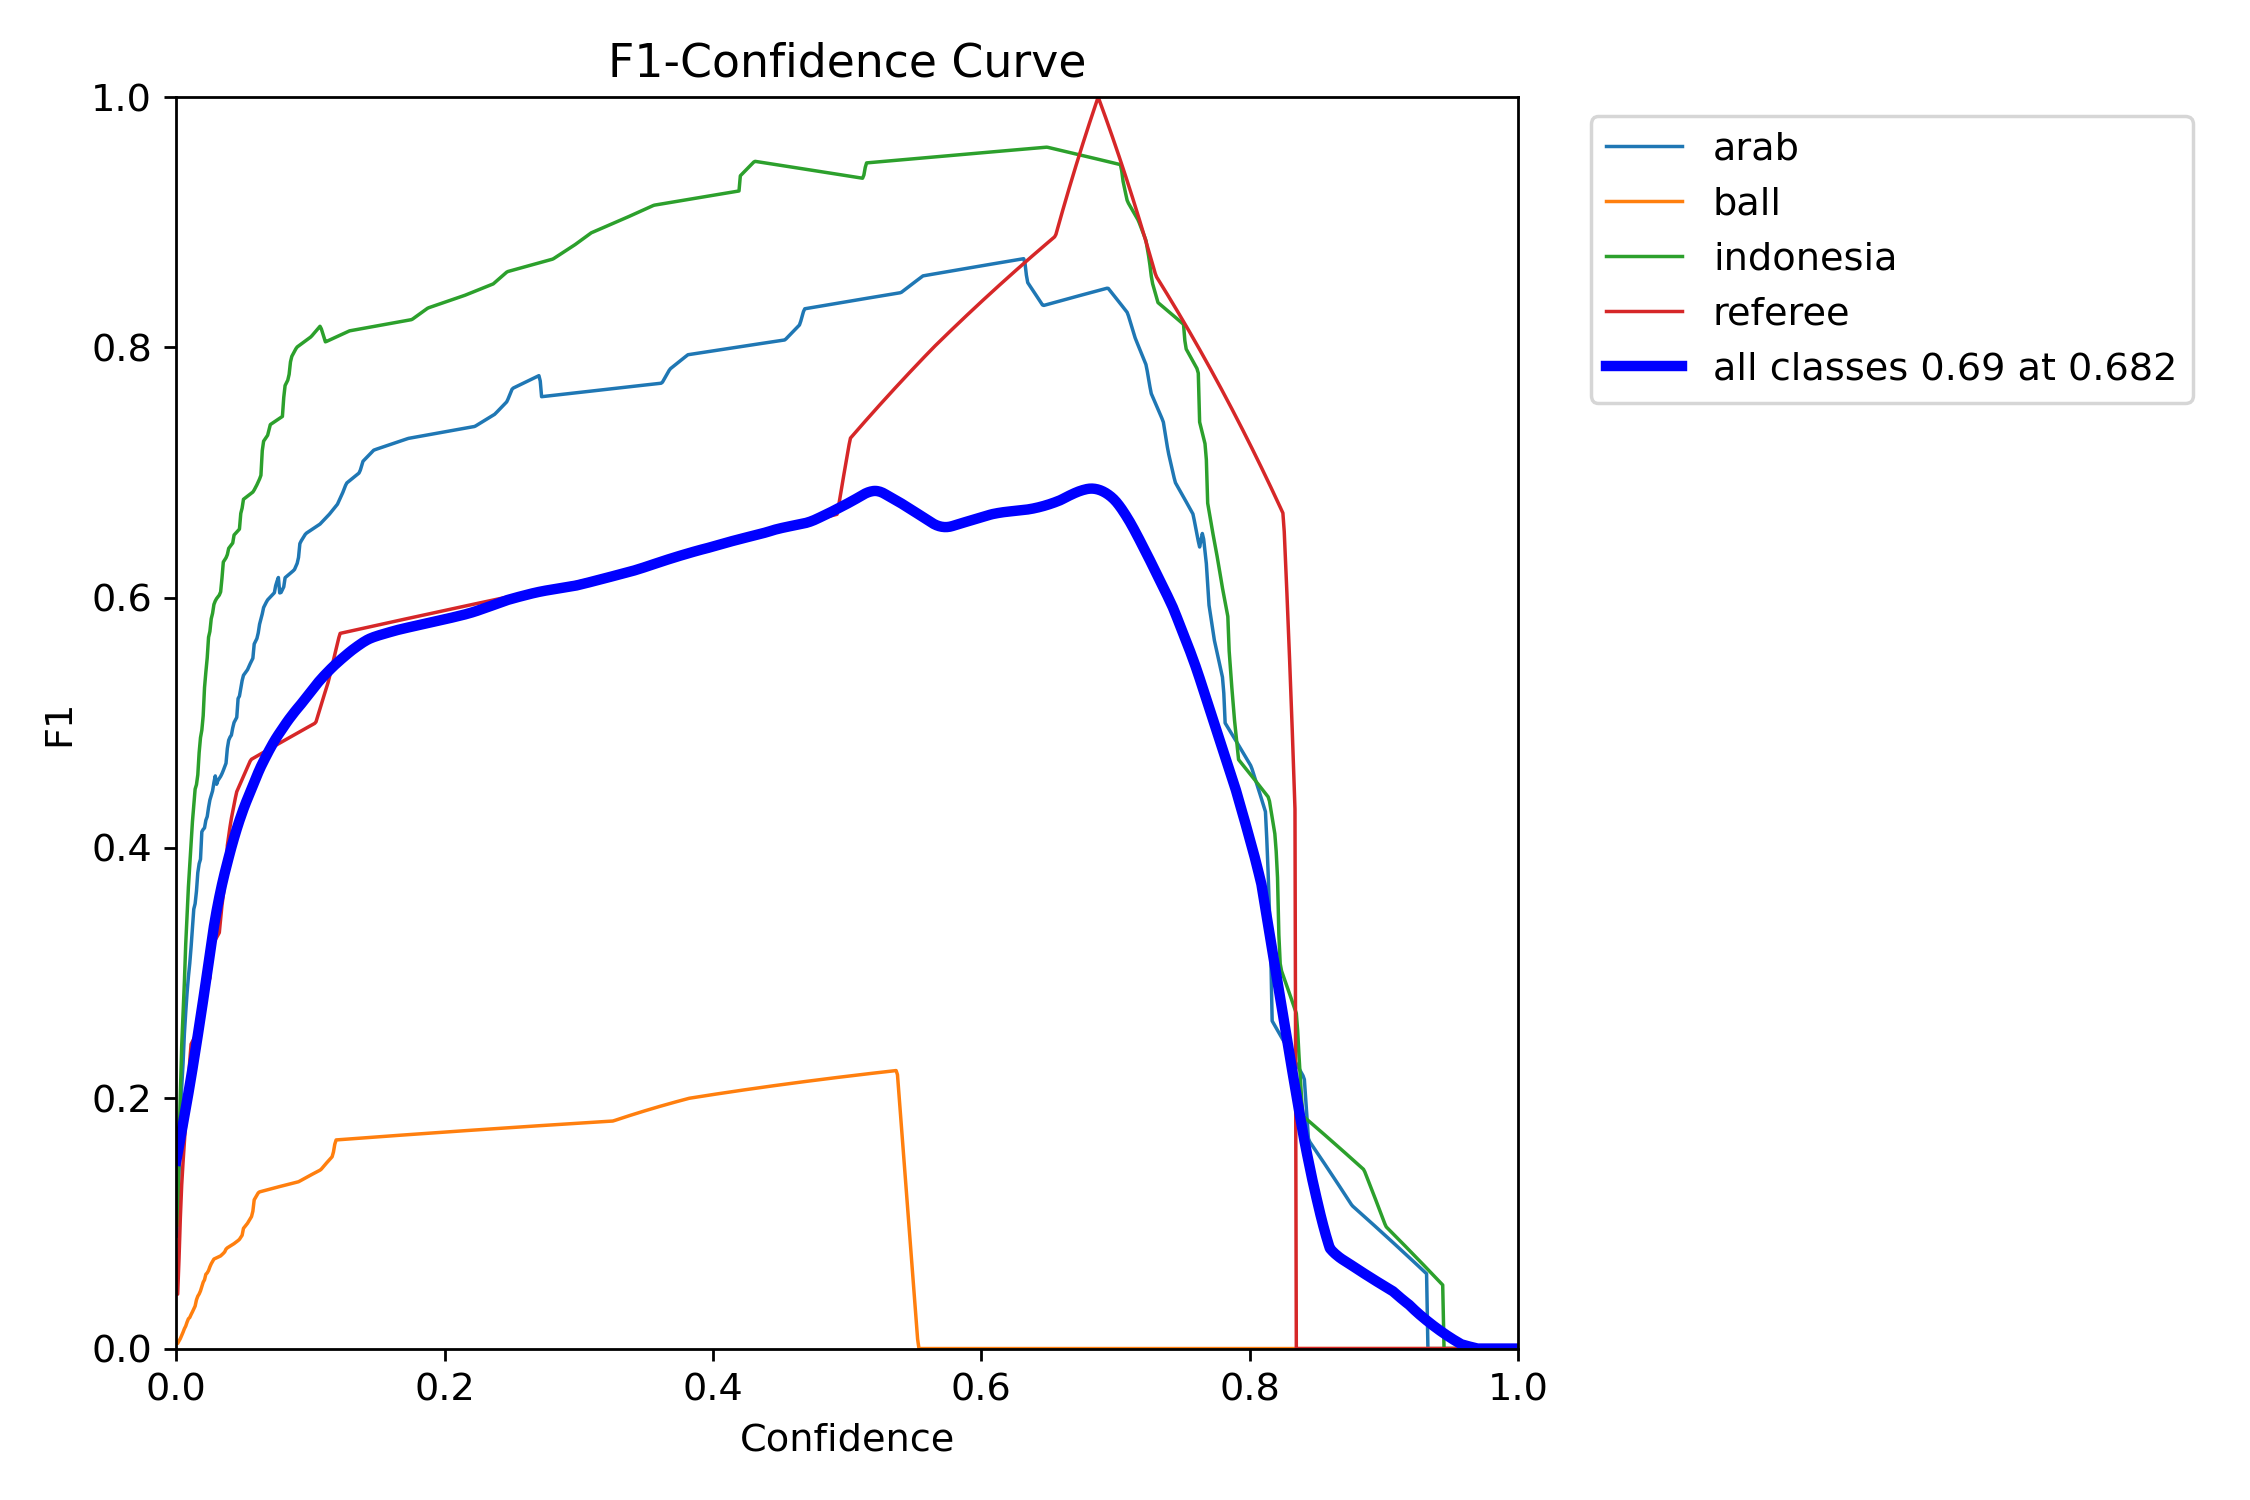 F1-Confidence Curve
1.0
0.8
0.6
0.4
0.2
0.0
F1
0.0 0.2 0.4 0.6 0.8 1.0
Confidence
arab
ball
indonesia
referee
all classes 0.69 at 0.682